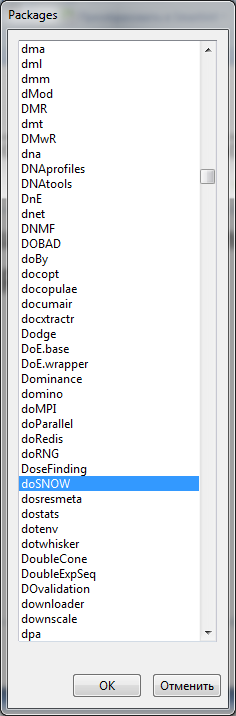 Packages
dma
dml
dmm
dMod
DMR
dmt
DMwR
dna
DNAprofiles
DNAtools
DnE
dnet
DNMF
DOBAD
doBy
docopt
docopulae
documair
docxtractr
Dodge
DoE.base
DoE.wrapper
Dominance
domino
doMPI
doParallel
doRedis
doRNG
DoseFinding
doSNOW
dosresmeta
dostats
dotenv
dotwhisker
DoubleCone
DoubleExpSeq
DOvalidation
downloader
downscale
dpa
OK Отменить